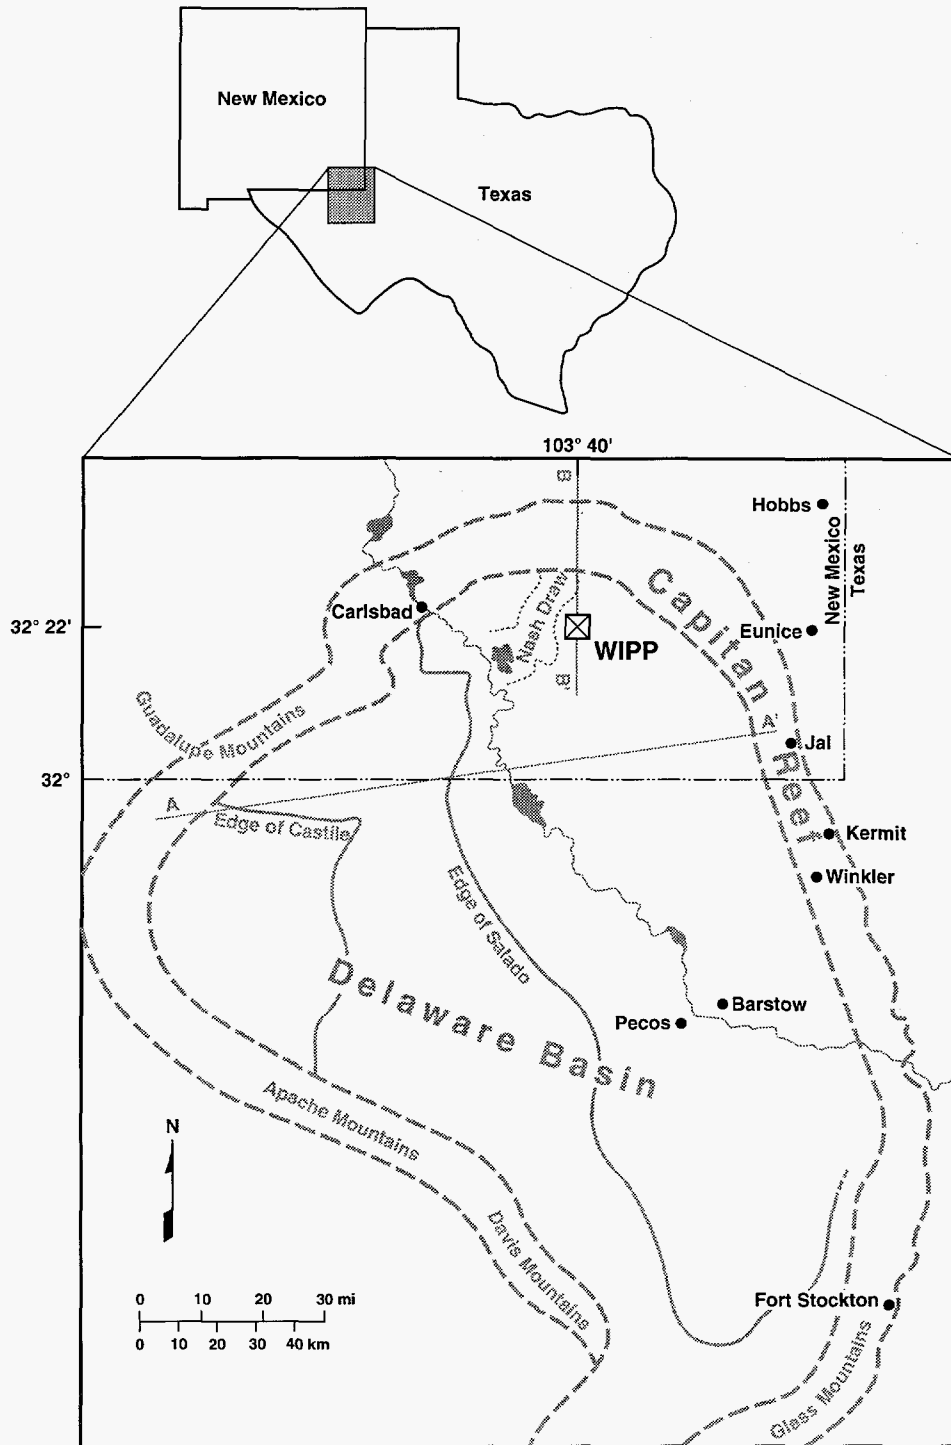 New Mexico
Texas
103° 40'
B
Hobbs
New Mexico
Texas
Capitan Reef
Carlsbad
Nash Draw
32° 22'
Eunice
WIPP
B'
Guadalupe Mountains
A'
Jal
32°
A
Edge of Castile
Kermit
Winkler
Edge of Salado
Delaware Basin
Barstow
Pecos
Apache Mountains
N
Davis Mountains
0 10 20 30 mi
0 10 20 30 40 km
Fort Stockton
Glass Mountains